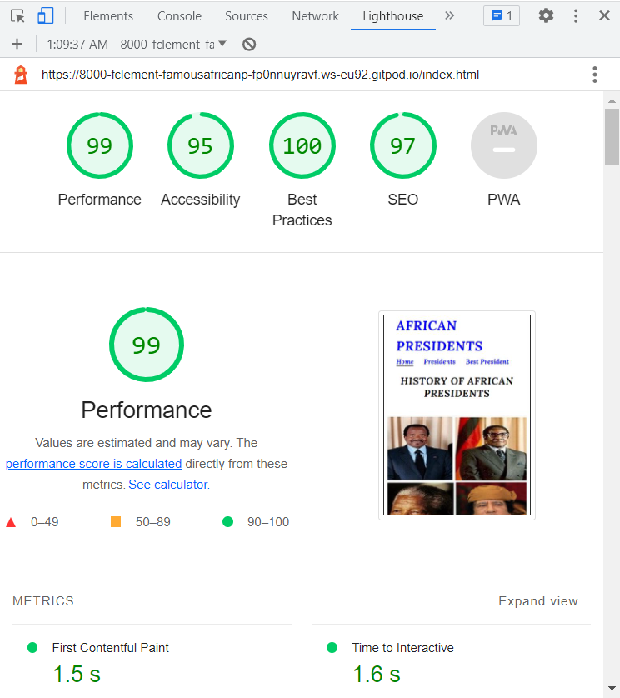 Elements Console Sources Network Lighthouse » 1
1:09:37 AM 8000-fclement-fa
https://8000-fclement-famousafricanp-fp0nnuyravf.ws-eu92.gitpod.io/index.html
99 95 100 97 PWA
Performance Accessibility Best Practices SEO PWA
99
Performance
Values are estimated and may vary. The
performance score is calculated directly from these
metrics. See calculator.
0–49 50–89 90–100
AFRICAN
PRESIDENTS
Home Presidents Best President
HISTORY OF AFRICAN
PRESIDENTS
METRICS Expand view
First Contentful Paint Time to Interactive
1.5 s 1.6 s